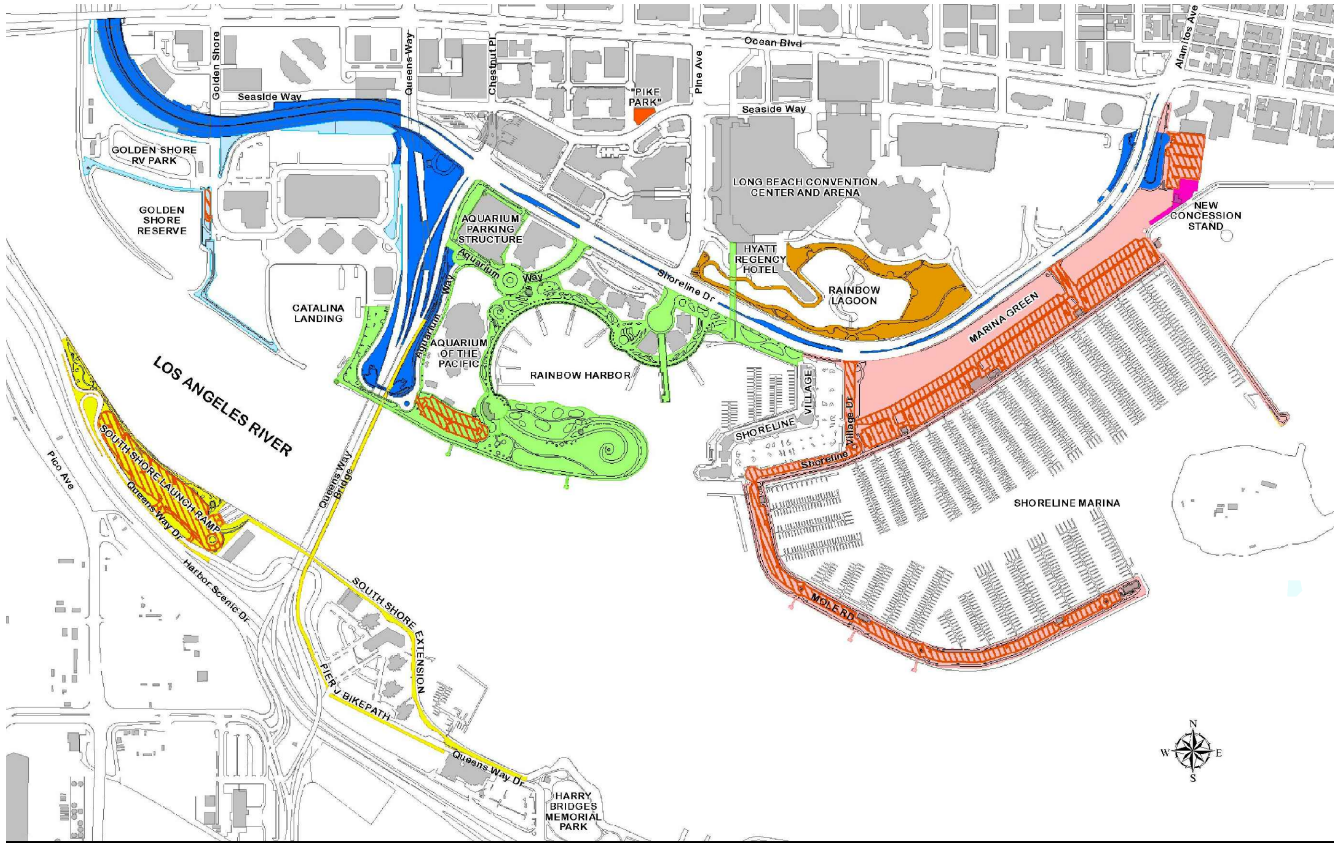 Ocean Blvd
Alamitos Ave
Golden Shore
Queens Way
Chestnut Pl
Pine Ave
Seaside Way
"PIKE
PARK"
Seaside Way
GOLDEN SHORE
RV PARK
GOLDEN
SHORE
RESERVE
LONG BEACH CONVENTION
CENTER AND ARENA
NEW
CONCESSION
STAND
AQUARIUM
PARKING
STRUCTURE
Aquarium Way
HYATT
REGENCY
HOTEL
RAINBOW
LAGOON
Shoreline Dr
CATALINA
LANDING
Aquarium Way
AQUARIUM
OF THE
PACIFIC
RAINBOW HARBOR
MARINA GREEN
LOS ANGELES RIVER
SHORELINE
VILLAGE
Shoreline Village Dr
Pico Ave
SOUTH SHORE LAUNCH RAMP
Queens Way Dr
Queens Way
Bridge
SHORELINE MARINA
Harbor Scenic Dr
SOUTH SHORE EXTENSION
MOLE RD
PIER J BIKEPATH
Queens Way Dr
N
W
E
S
HARRY
BRIDGES
MEMORIAL
PARK